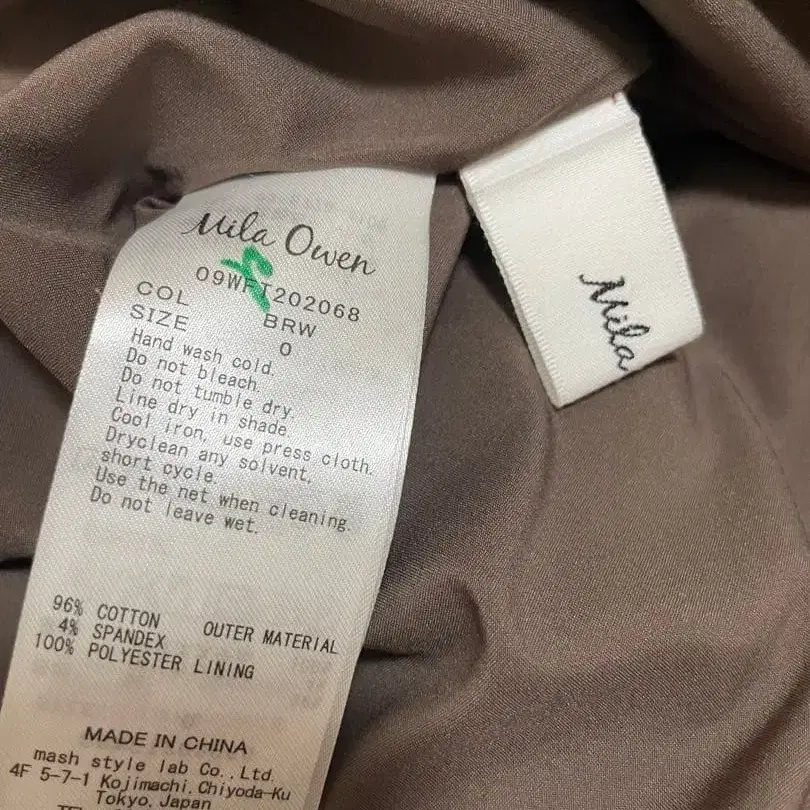 Mila Owen
09WFT202068
COL BRW
SIZE 0
Hand wash cold.
Do not bleach.
Do not tumble dry.
Line dry in shade
Cool iron, use press cloth.
Dryclean any solvent,
short cycle.
Use the net when cleaning.
Do not leave wet.
96% COTTON OUTER MATERIAL
4% SPANDEX
100% POLYESTER LINING
MADE IN CHINA
mash style lab Co.,Ltd.
4F 5-7-1 Kojimachi,Chiyoda-Ku
Tokyo,Japan
Mila